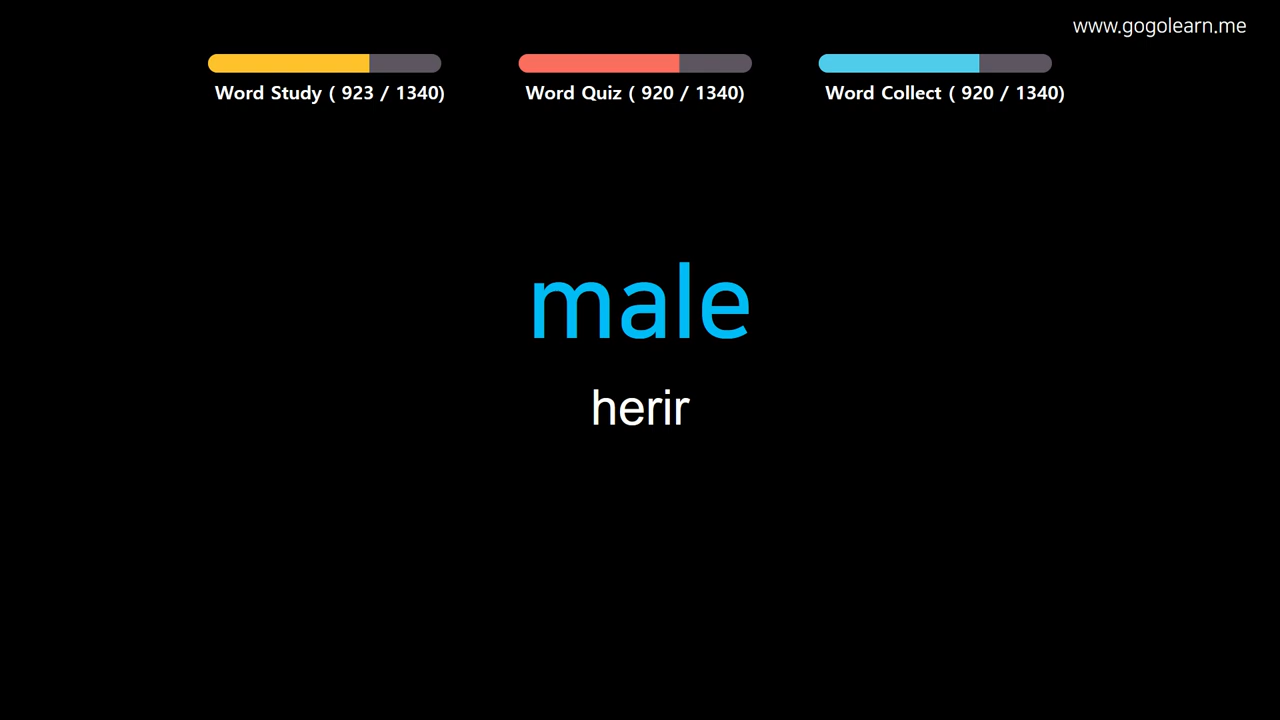 www.gogolearn.me
Word Study ( 923 / 1340)
Word Quiz ( 920 / 1340)
Word Collect ( 920 / 1340)
male
herir